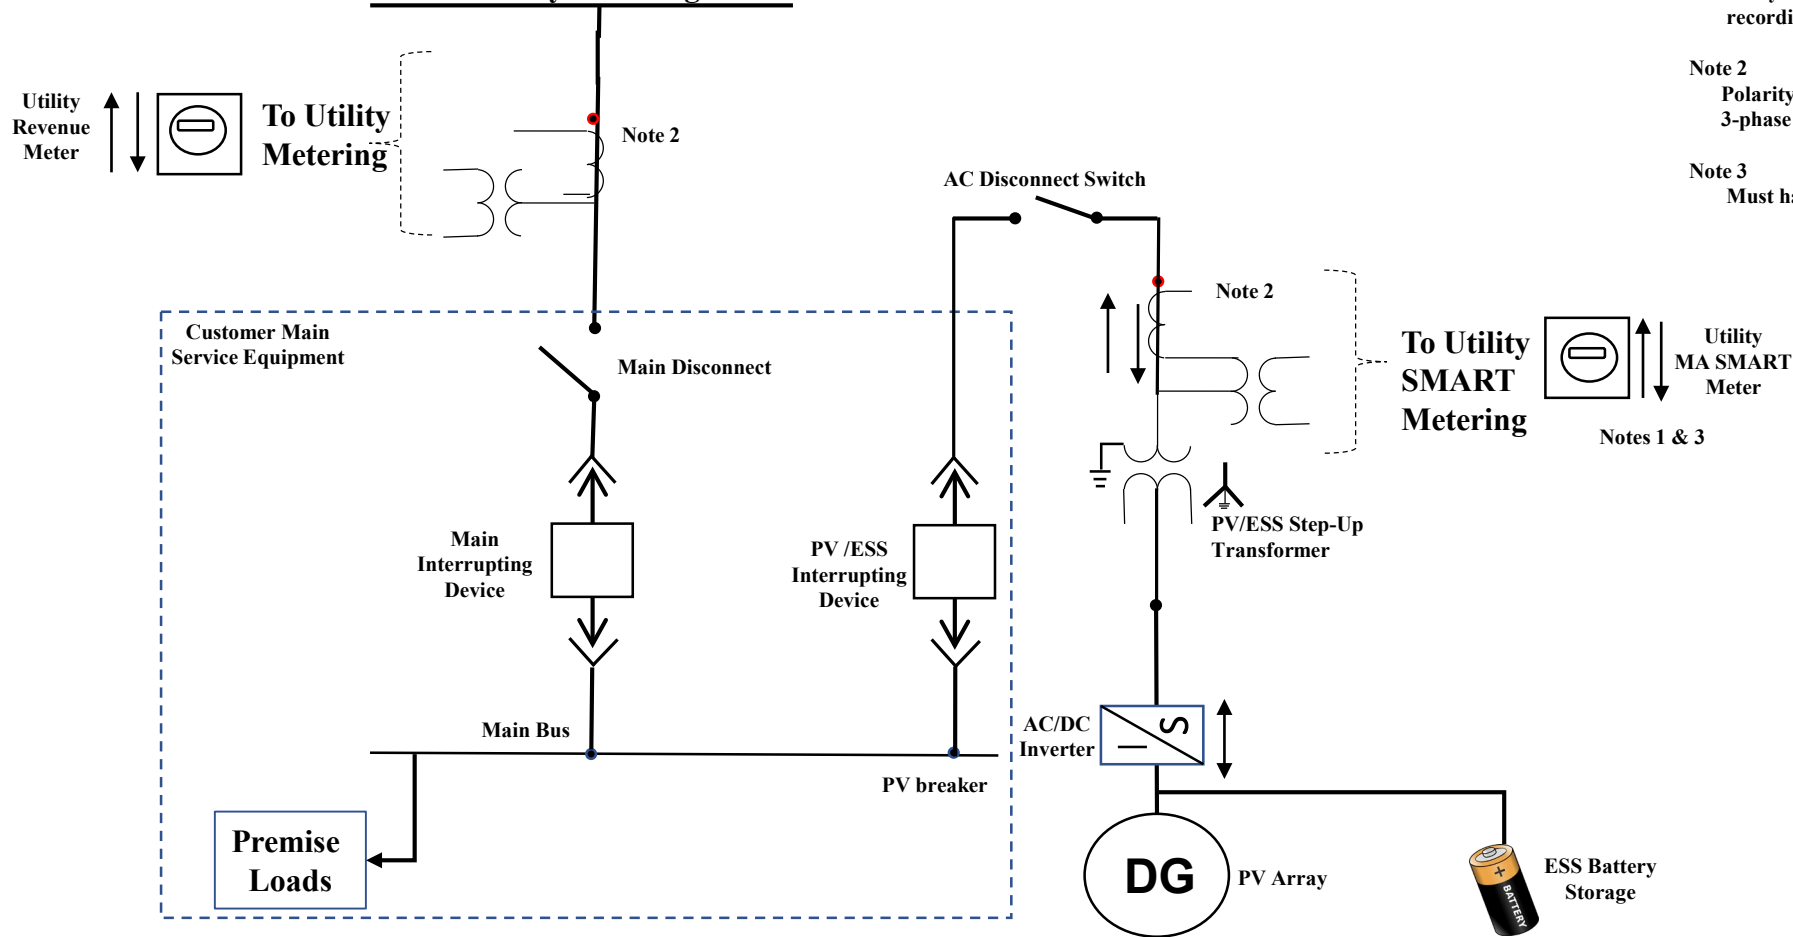 recordi
Note 2
Polarity
3-phase
Note 3
Must ha
Utility
Revenue
Meter
To Utility
Metering
Note 2
AC Disconnect Switch
Note 2
To Utility
SMART
Metering
Utility
MA SMART
Meter
Notes 1 & 3
Customer Main
Service Equipment
Main Disconnect
Main
Interrupting
Device
PV /ESS
Interrupting
Device
PV/ESS Step-Up
Transformer
Main Bus
AC/DC
Inverter
PV breaker
Premise
Loads
DG
PV Array
+
BATTERY
ESS Battery
Storage